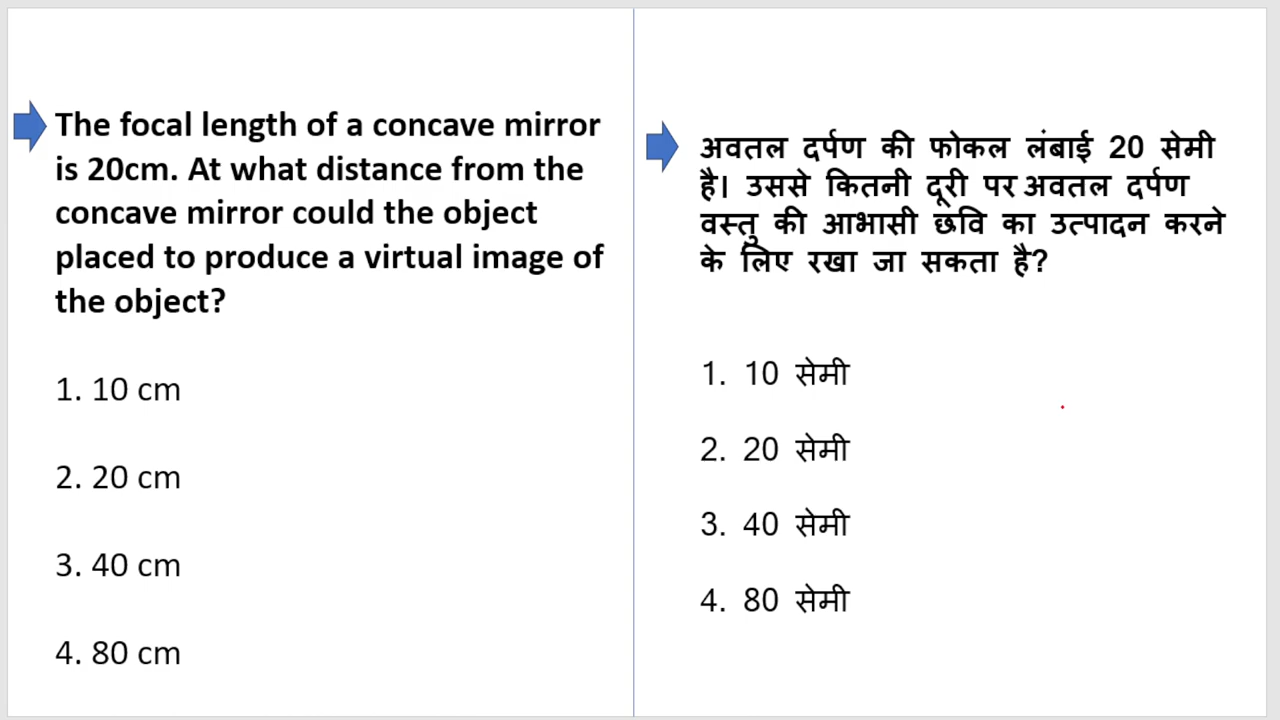 The focal length of a concave mirror
is 20cm. At what distance from the
concave mirror could the object
placed to produce a virtual image of
the object?
1. 10 cm
2. 20 cm
3. 40 cm
4. 80 cm
अवतल दर्पण की फोकल लंबाई 20 सेमी
है। उससे कितनी दूरी पर अवतल दर्पण
वस्तु की आभासी छवि का उत्पादन करने
के लिए रखा जा सकता है?
1. 10 सेमी
2. 20 सेमी
3. 40 सेमी
4. 80 सेमी